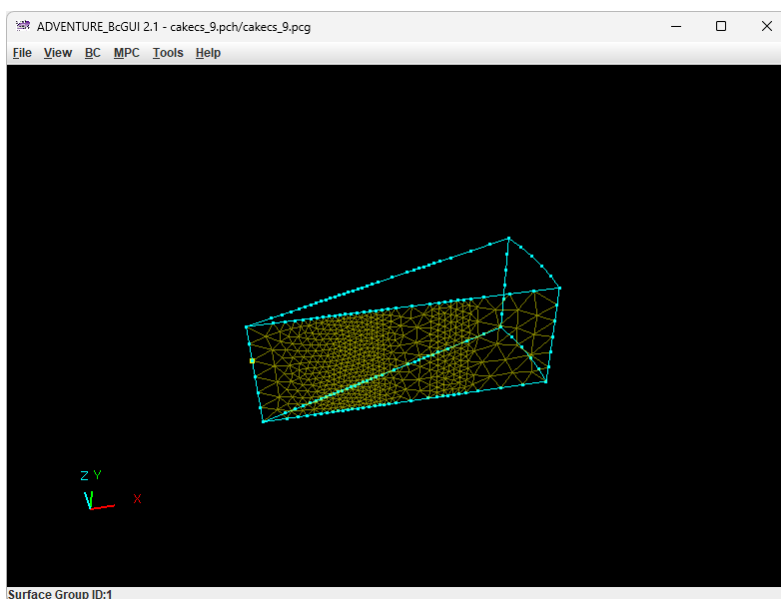 ADVENTURE_BcGUI 2.1 - cakecs_9.pch/cakecs_9.pcg
File View BC MPC Tools Help
Z Y
X
Surface Group ID:1